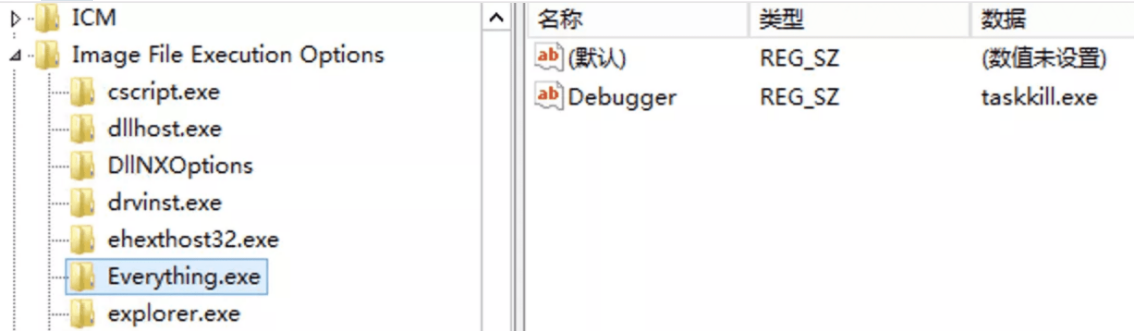 ICM
Image File Execution Options
cscript.exe
dllhost.exe
DllNXOptions
drvinst.exe
ehexthost32.exe
Everything.exe
explorer.exe
名称 类型 数据
ab (默认) REG_SZ (数值未设置)
ab Debugger REG_SZ taskkill.exe